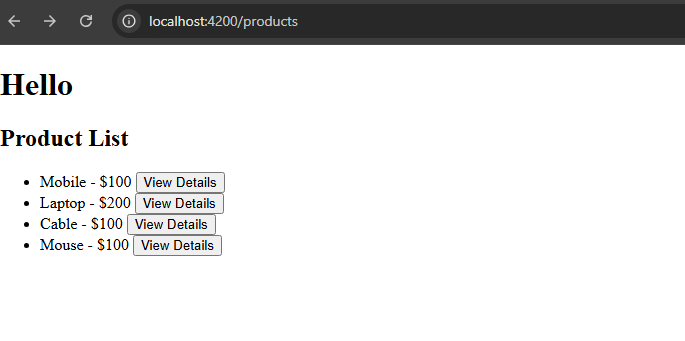 localhost:4200/products
Hello
Product List
Mobile - $100 View Details
Laptop - $200 View Details
Cable - $100 View Details
Mouse - $100 View Details